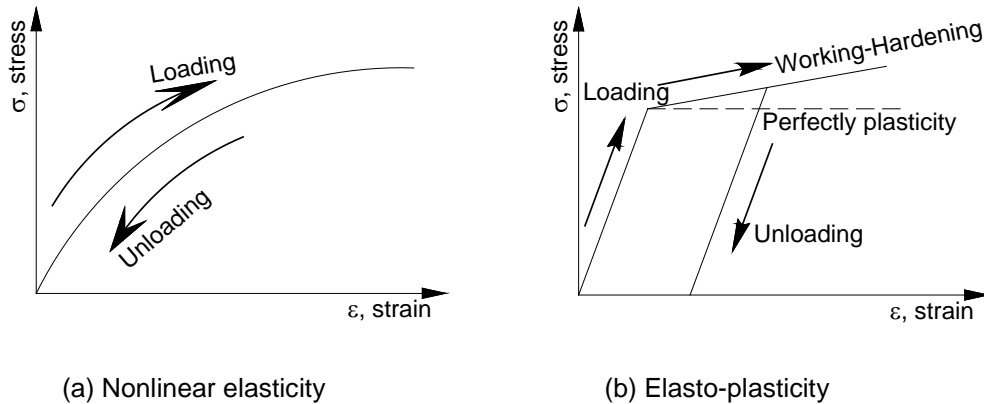 σ, stress
Loading
Unloading
ε, strain
(a) Nonlinear elasticity
σ, stress
Working-Hardening
Loading
Perfectly plasticity
Unloading
ε, strain
(b) Elasto-plasticity